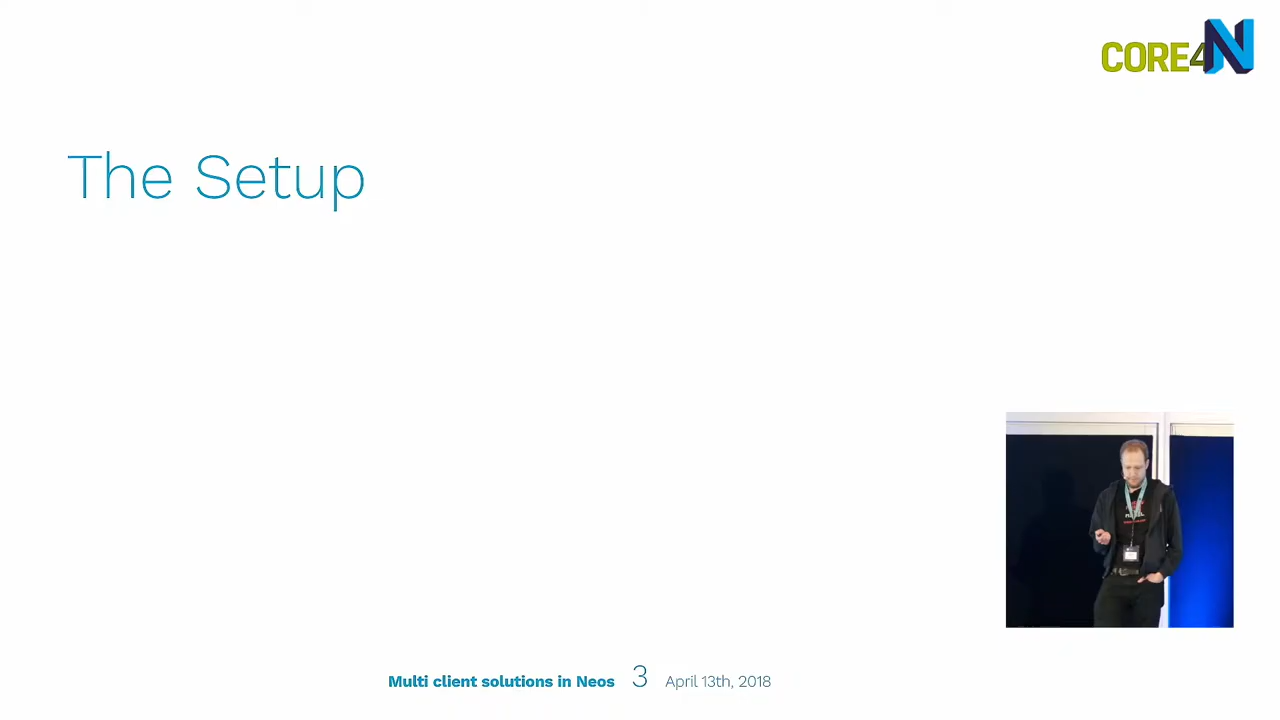 CORE4N
The Setup
Multi client solutions in Neos 3 April 13th, 2018